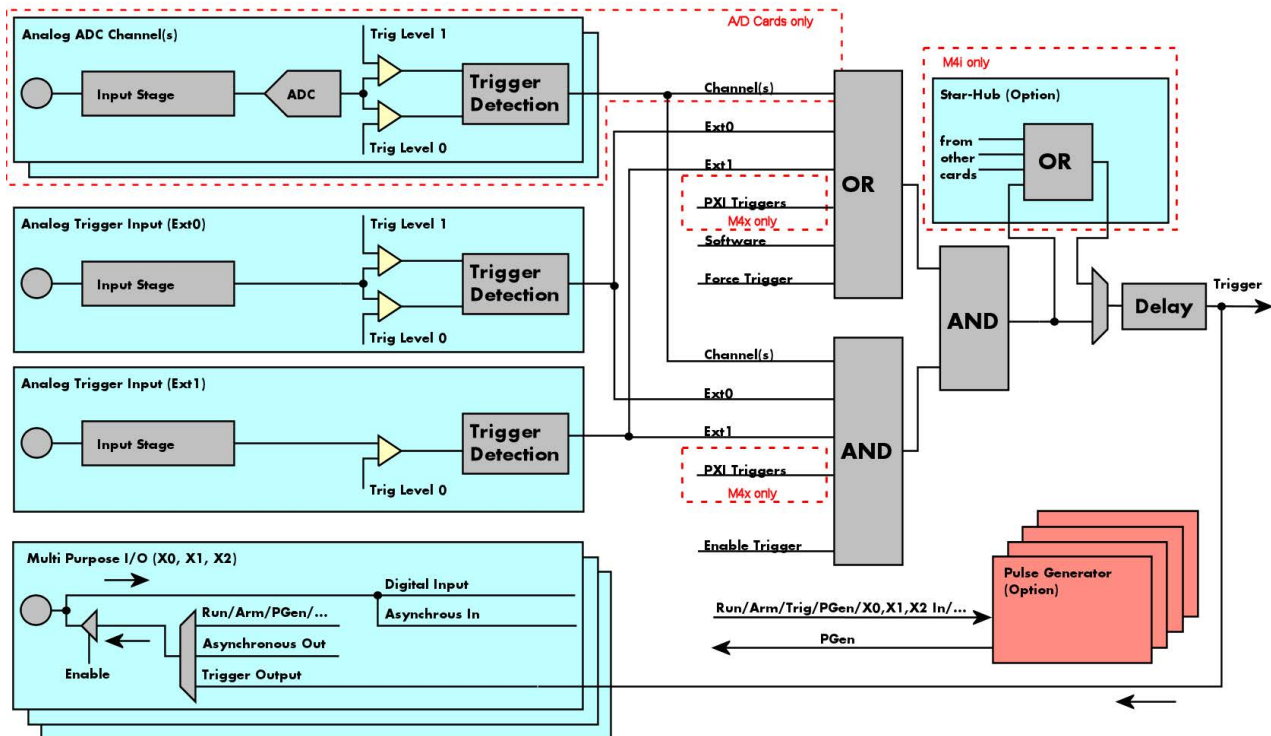 A/D Cards only
Analog ADC Channel(s)
Trig Level 1
Input Stage
ADC
Trigger
Detection
Trig Level 0
Analog Trigger Input (Ext0)
Trig Level 1
Input Stage
Trigger
Detection
Trig Level 0
Analog Trigger Input (Ext1)
Input Stage
Trigger
Detection
Trig Level 0
Multi Purpose I/O (X0, X1, X2)
Digital Input
Asynchrous In
Run/Arm/PGen/...
Asynchronous Out
Enable
Trigger Output
Channel(s)
Ext0
Ext1
PXI Triggers
M4x only
Software
Force Trigger
OR
Channel(s)
Ext0
Ext1
PXI Triggers
M4x only
Enable Trigger
AND
AND
M4i only
Star-Hub (Option)
from
other
cards
OR
Delay
Trigger
Pulse Generator
(Option)
Run/Arm/Trig/PGen/X0,X1,X2 In/...
PGen